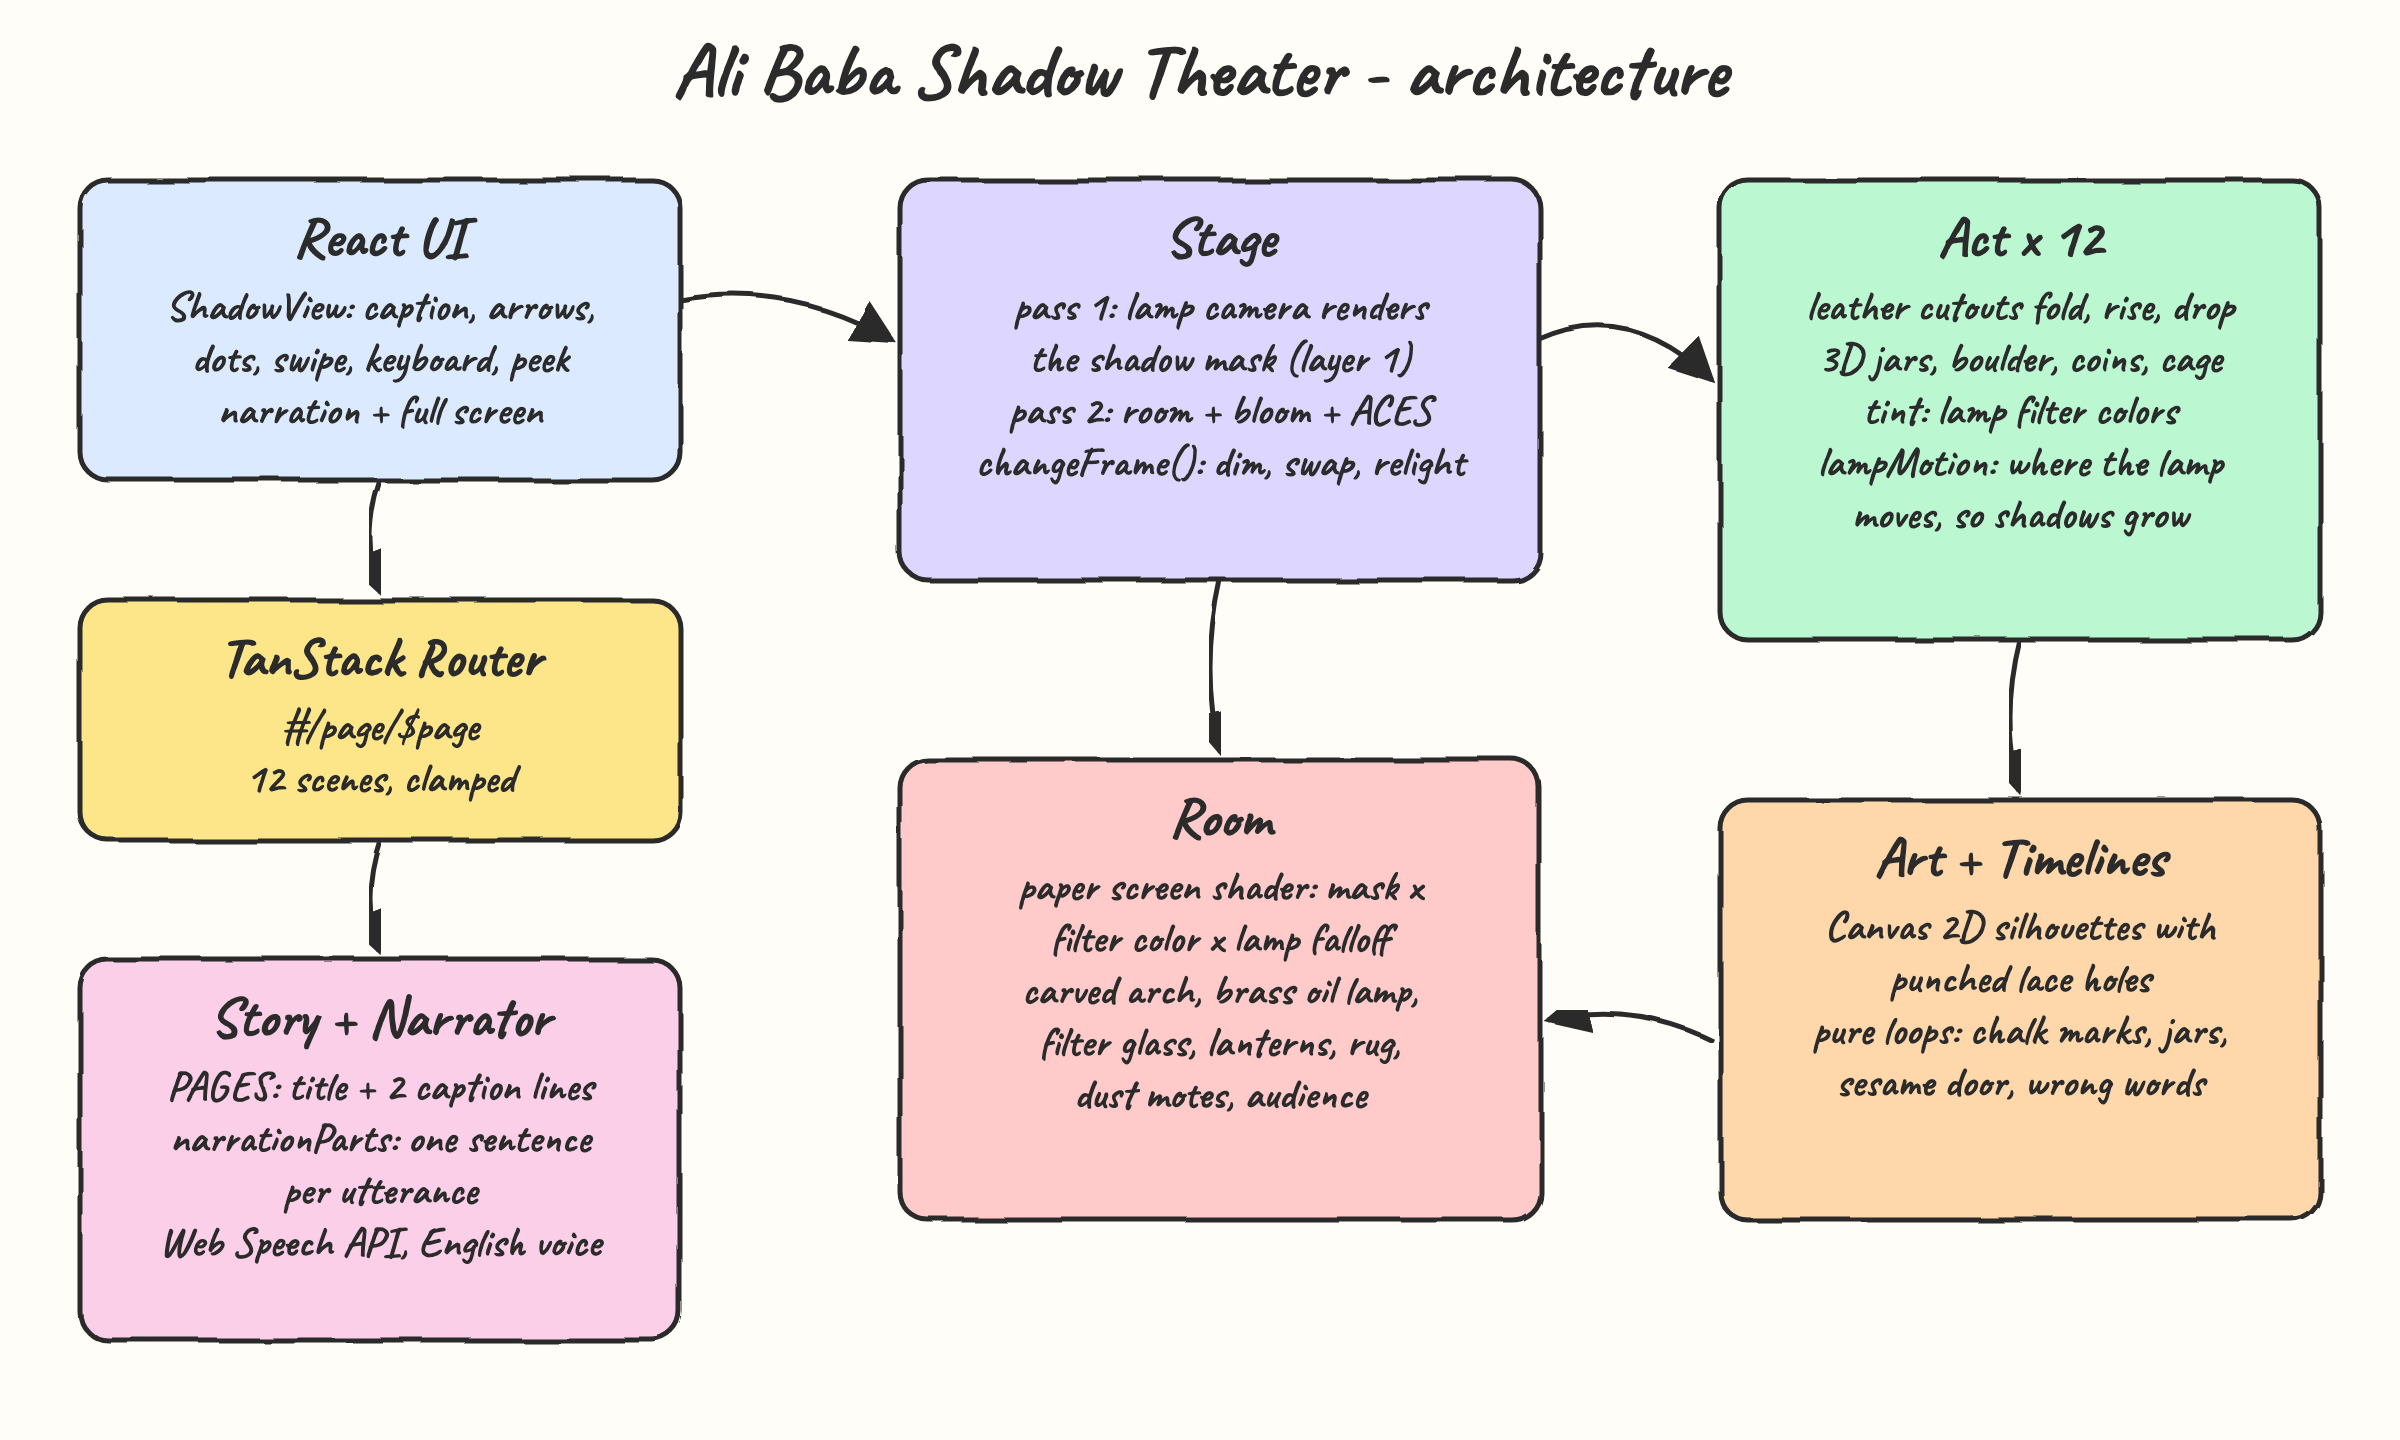 Ali Baba Shadow Theater - architecture
React UI
ShadowView: caption, arrows,
dots, swipe, keyboard, peek
narration + full screen
TanStack Router
#/page/$page
12 scenes, clamped
Story + Narrator
PAGES: title + 2 caption lines
narrationParts: one sentence
per utterance
Web Speech API, English voice
Stage
pass 1: lamp camera renders
the shadow mask (layer 1)
pass 2: room + bloom + ACES
changeFrame(): dim, swap, relight
Room
paper screen shader: mask x
filter color x lamp falloff
carved arch, brass oil lamp,
filter glass, lanterns, rug,
dust motes, audience
Act x 12
leather cutouts fold, rise, drop
3D jars, boulder, coins, cage
tint: lamp filter colors
lampMotion: where the lamp
moves, so shadows grow
Art + Timelines
Canvas 2D silhouettes with
punched lace holes
pure loops: chalk marks, jars,
sesame door, wrong words